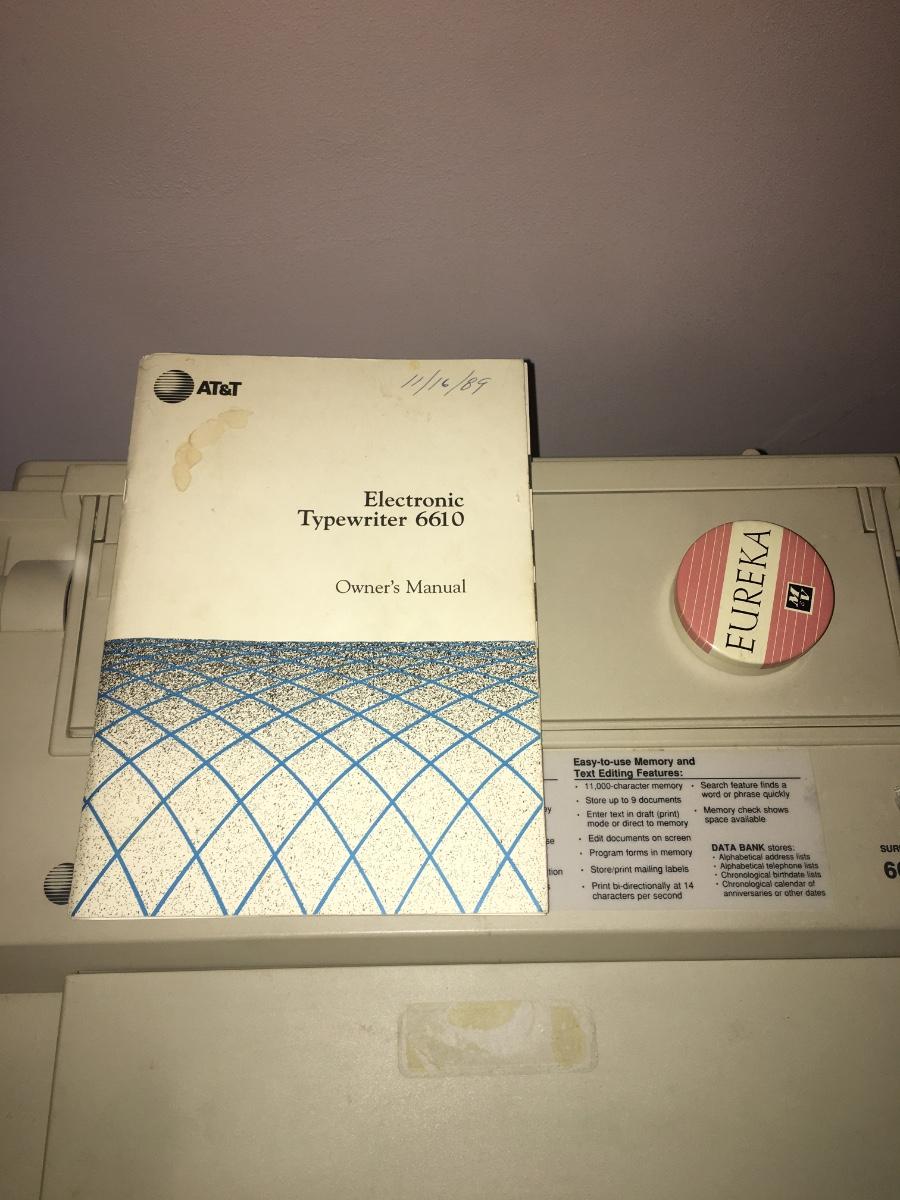 AT&T
11/16/89
Electronic
Typewriter 6610
Owner's Manual
EUREKA
Easy-to-use Memory and
Text Editing Features:
· 11,000-character memory
· Store up to 9 documents
· Enter text in draft (print)
mode or direct to memory
· Edit documents on screen
· Program forms in memory
· Store/print mailing labels
· Print bi-directionally at 14
characters per second
· Search feature finds a
word or phrase quickly
· Memory check shows
space available
DATA BANK stores:
· Alphabetical address lists
· Alphabetical telephone lists
· Chronological birthdate lists
· Chronological calendar of
anniversaries or other dates